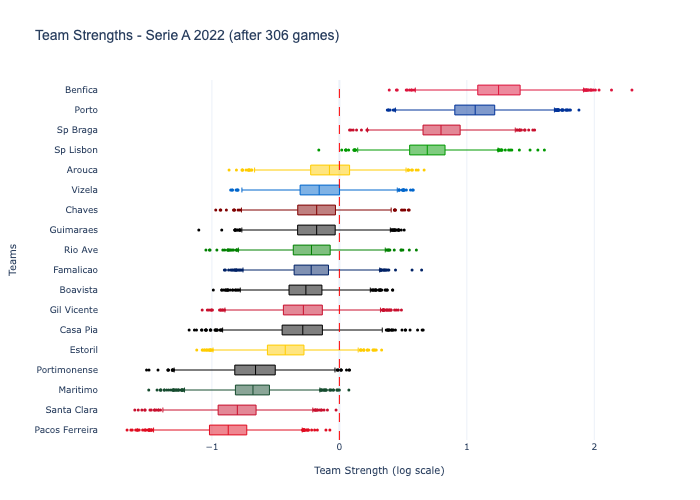 Team Strengths - Serie A 2022 (after 306 games)
Benfica
Porto
Sp Braga
Sp Lisbon
Arouca
Vizela
Chaves
Guimaraes
Rio Ave
Famalicao
Boavista
Gil Vicente
Casa Pia
Estoril
Portimonense
Maritimo
Santa Clara
Pacos Ferreira
Teams
−1 0 1 2
Team Strength (log scale)